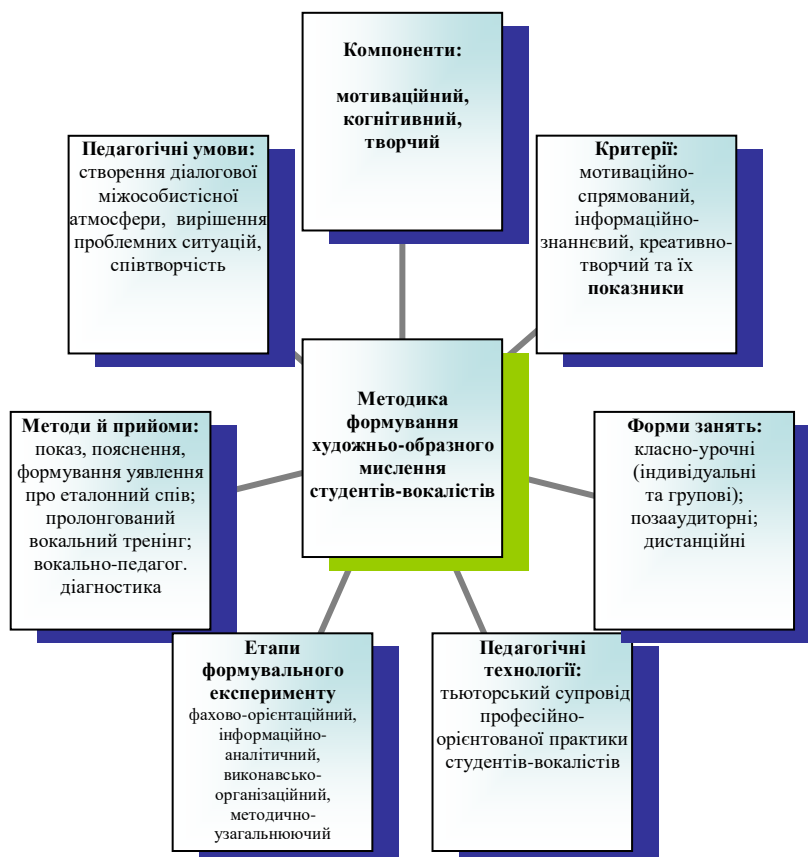 Компоненти:
мотиваційний,
когнітивний,
творчий
Педагогічні умови:
створення діалогової
міжособистісної
атмосфери, вирішення
проблемних ситуацій,
співтворчість
Критерії:
мотиваційно-
спрямований,
інформаційно-
знаннєвий, креативно-
творчий та їх
показники
Методика
формування
художньо-образного
мислення
студентів-вокалістів
Методи й прийоми:
показ, пояснення,
формування уявлення
про еталонний спів;
пролонгований
вокальний тренінг;
вокально-педагог.
діагностика
Форми занять:
класно-урочні
(індивідуальні
та групові);
позааудиторні;
дистанційні
Етапи
формувального
експерименту
фахово-орієнтаційний,
інформаційно-
аналітичний,
виконавсько-
організаційний,
методично-
узагальнюючий
Педагогічні
технології:
тьюторський супровід
професійно-
орієнтованої практики
студентів-вокалістів